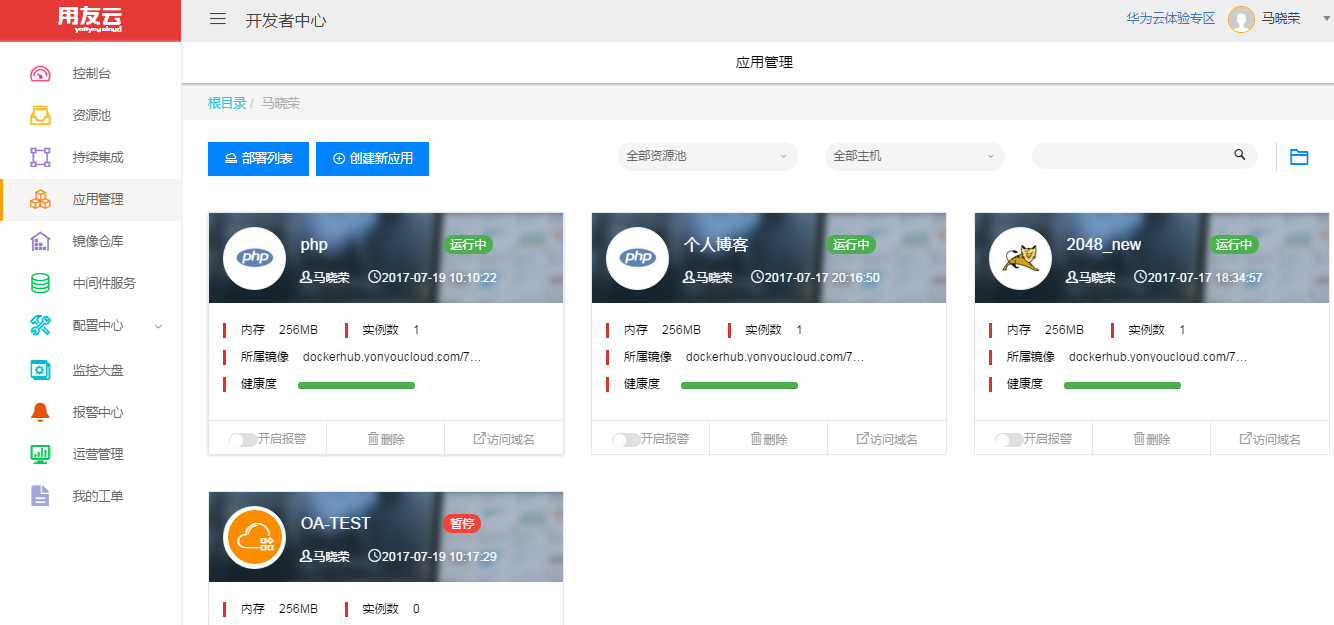 用友云
yonyou cloud
开发者中心
华为云体验专区
马晓荣
控制台
资源池
持续集成
应用管理
镜像仓库
中间件服务
配置中心
监控大盘
报警中心
运营管理
我的工单
应用管理
根目录 / 马晓荣
部署列表
创建新应用
全部资源池
全部主机
php
php
运行中
马晓荣 2017-07-19 10:10:22
内存 256MB 实例数 1
所属镜像 dockerhub.yonyoucloud.com/7...
健康度
开启报警 删除 访问域名
php
个人博客
运行中
马晓荣 2017-07-17 20:16:50
内存 256MB 实例数 1
所属镜像 dockerhub.yonyoucloud.com/7...
健康度
开启报警 删除 访问域名
2048_new
运行中
马晓荣 2017-07-17 18:34:57
内存 256MB 实例数 1
所属镜像 dockerhub.yonyoucloud.com/7...
健康度
开启报警 删除 访问域名
OA-TEST
暂停
马晓荣 2017-07-19 10:17:29
内存 256MB 实例数 0